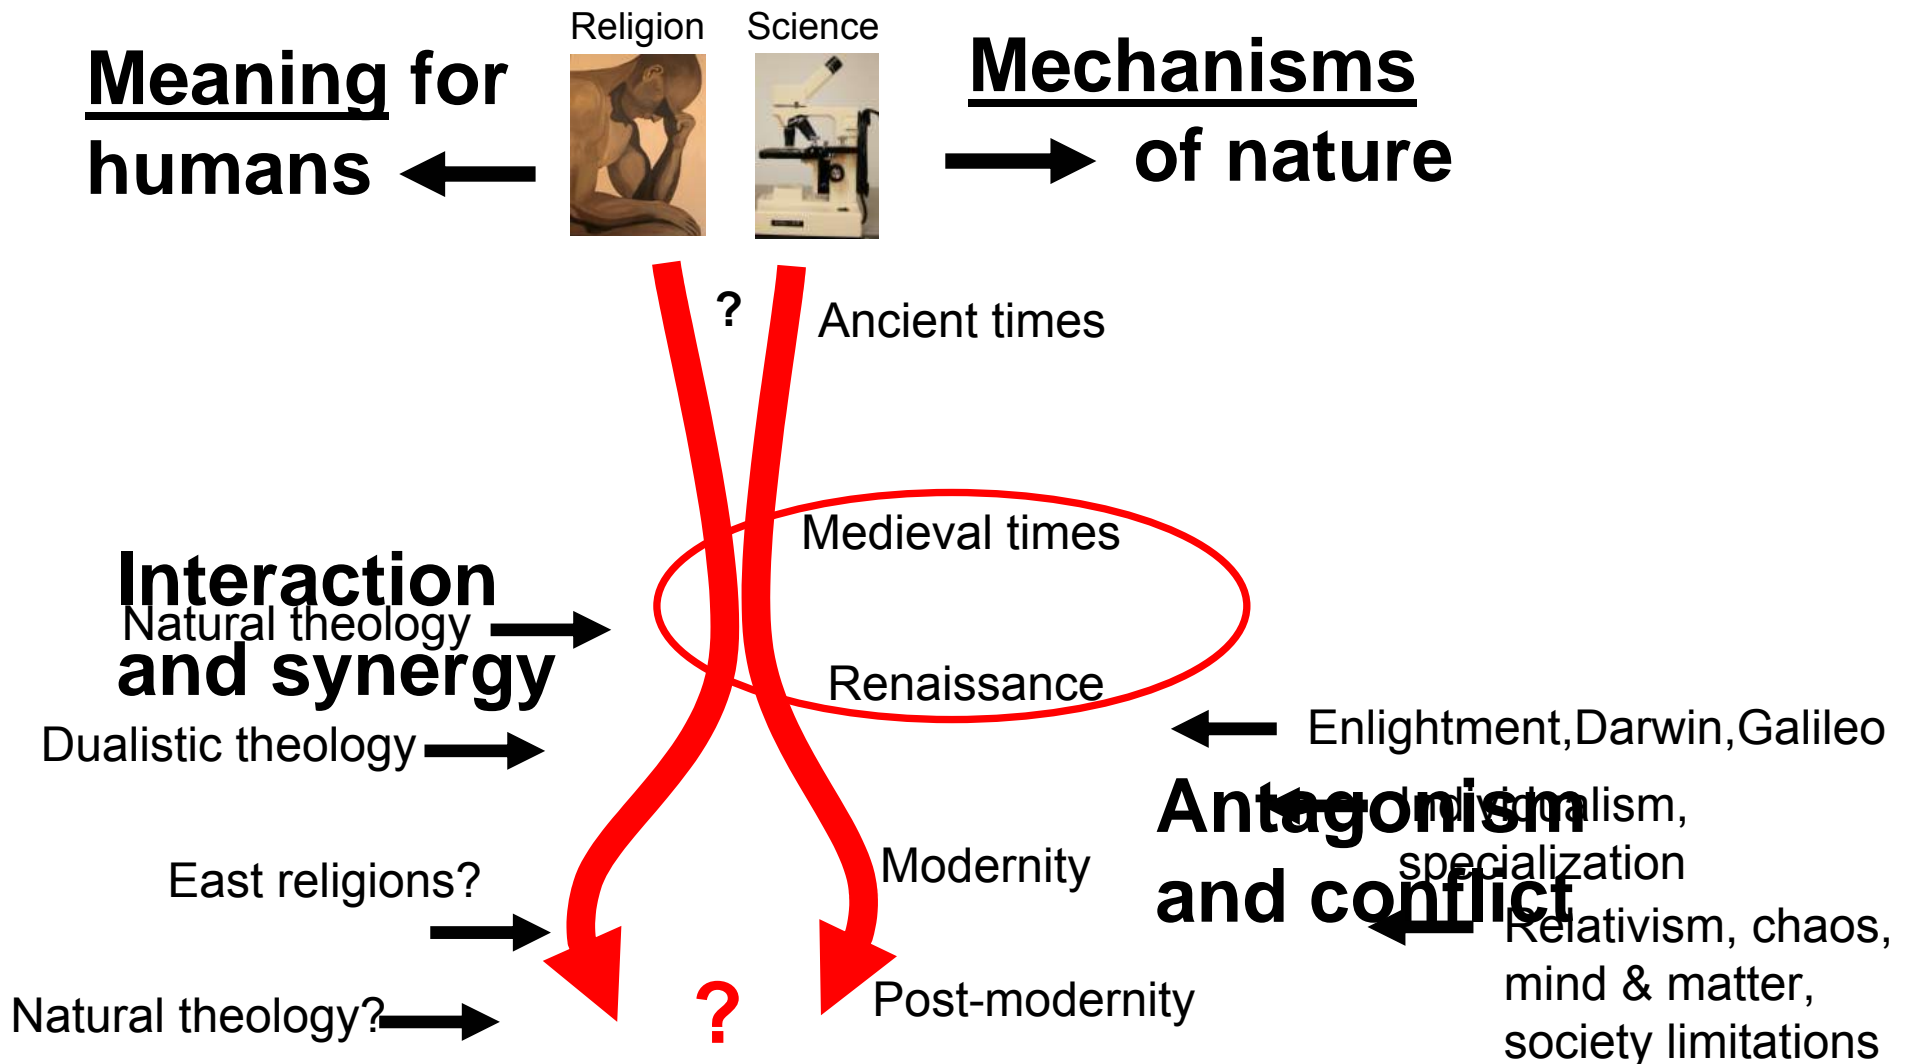 Religion
Science
Meaning for
humans
Mechanisms
of nature
?
Ancient times
Medieval times
Interaction
Natural theology
and synergy
Renaissance
Dualistic theology
Enlightment,Darwin,Galileo
Antagonism
Individualism,
specialization
and conflict
Modernity
East religions?
Relativism, chaos,
mind & matter,
society limitations
Natural theology?
?
Post-modernity